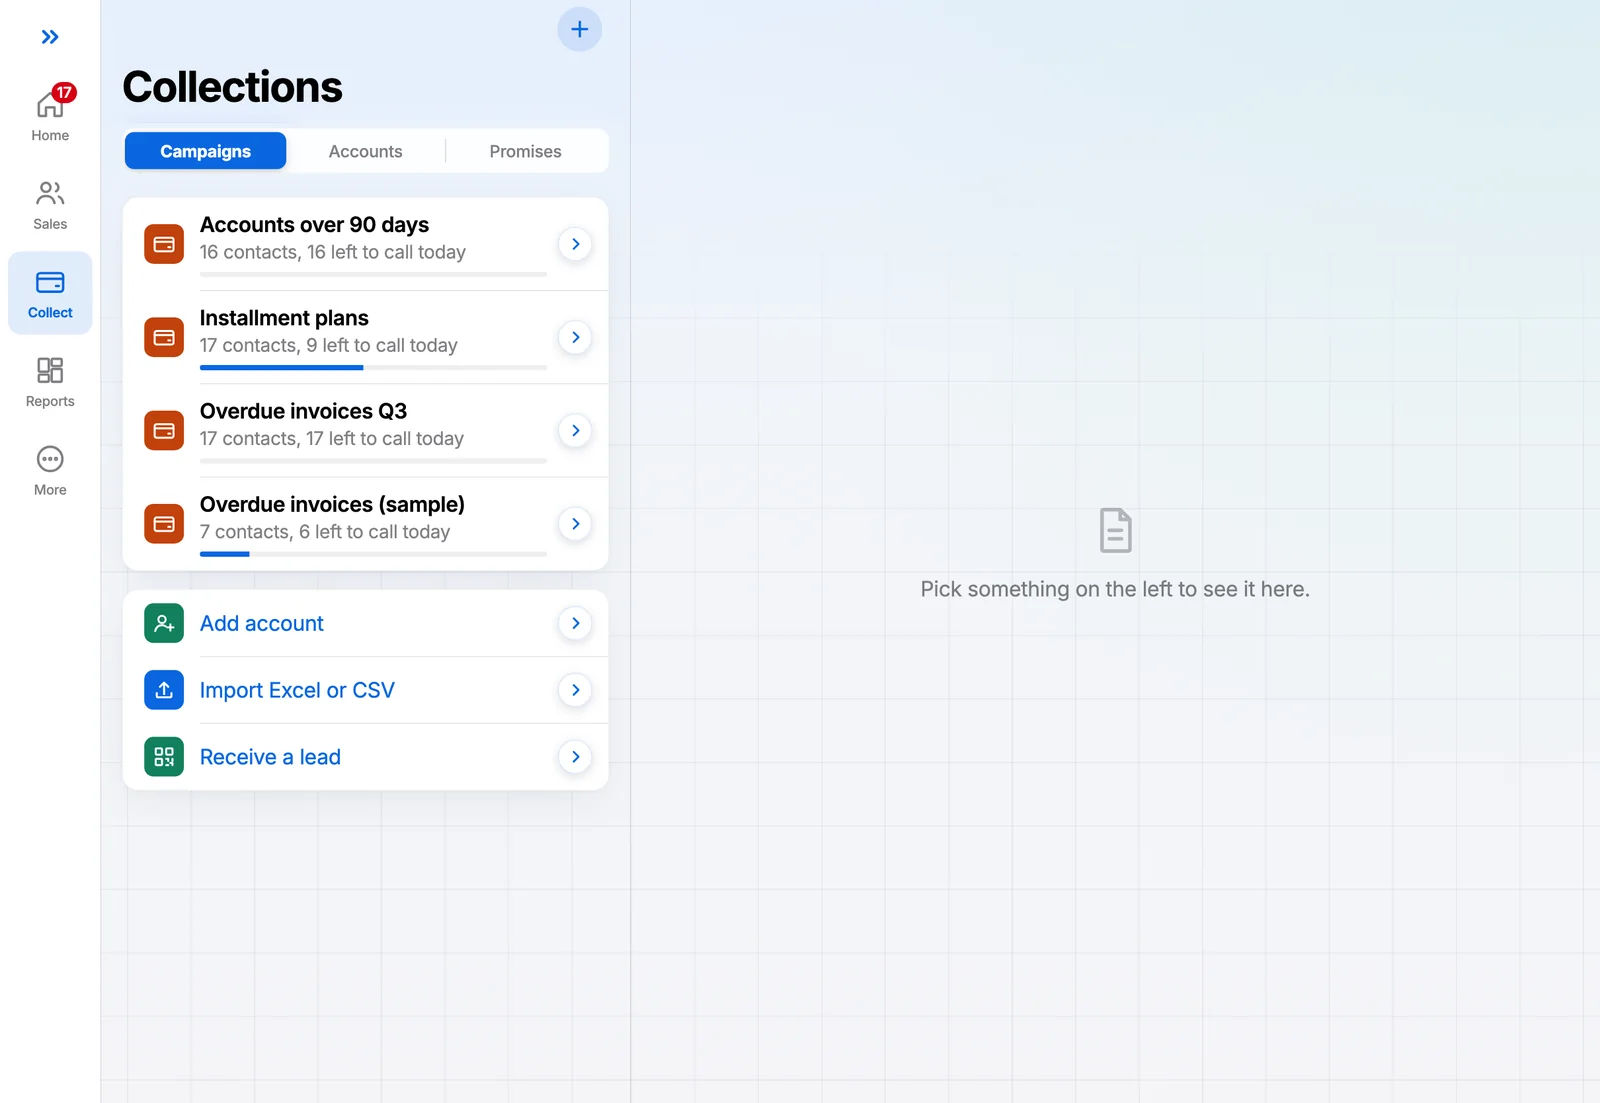 17
Home
Sales
Collect
Reports
More
Collections
Campaigns
Accounts
Promises
Accounts over 90 days
16 contacts, 16 left to call today
Installment plans
17 contacts, 9 left to call today
Overdue invoices Q3
17 contacts, 17 left to call today
Overdue invoices (sample)
7 contacts, 6 left to call today
Add account
Import Excel or CSV
Receive a lead
Pick something on the left to see it here.